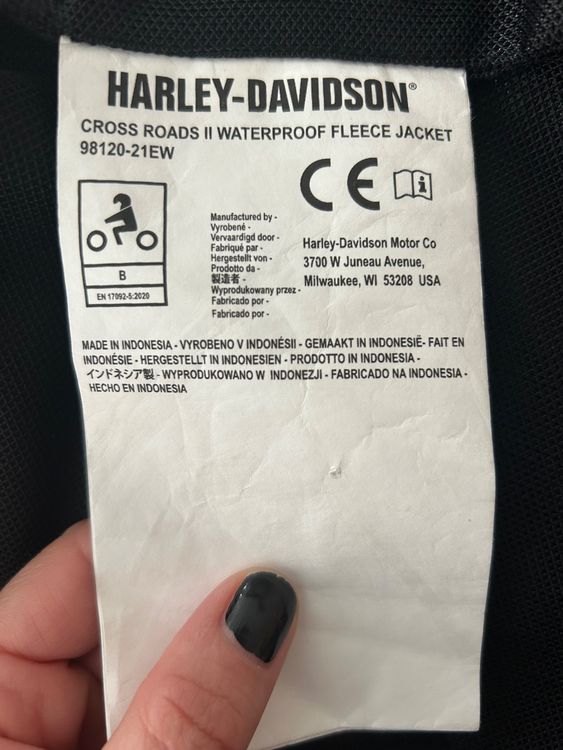 HARLEY-DAVIDSON®
CROSS ROADS II WATERPROOF FLEECE JACKET
98120-21EW
CE
B
EN 17092-5:2020
Manufactured by -
Vyrobené -
Vervaardigd door -
Fabriqué par -
Hergestellt von -
Prodotto da -
製造者 -
Wyprodukowany przez -
Fabricado por -
Fabricado por -
Harley-Davidson Motor Co
3700 W Juneau Avenue,
Milwaukee, WI 53208 USA
MADE IN INDONESIA - VYROBENO V INDONÉSII - GEMAAKT IN INDONESIË- FAIT EN
INDONÉSIE - HERGESTELLT IN INDONESIEN - PRODOTTO IN INDONESIA -
インドネシア製 - WYPRODUKOWANO W INDONEZJI - FABRICADO NA INDONESIA -
HECHO EN INDONESIA